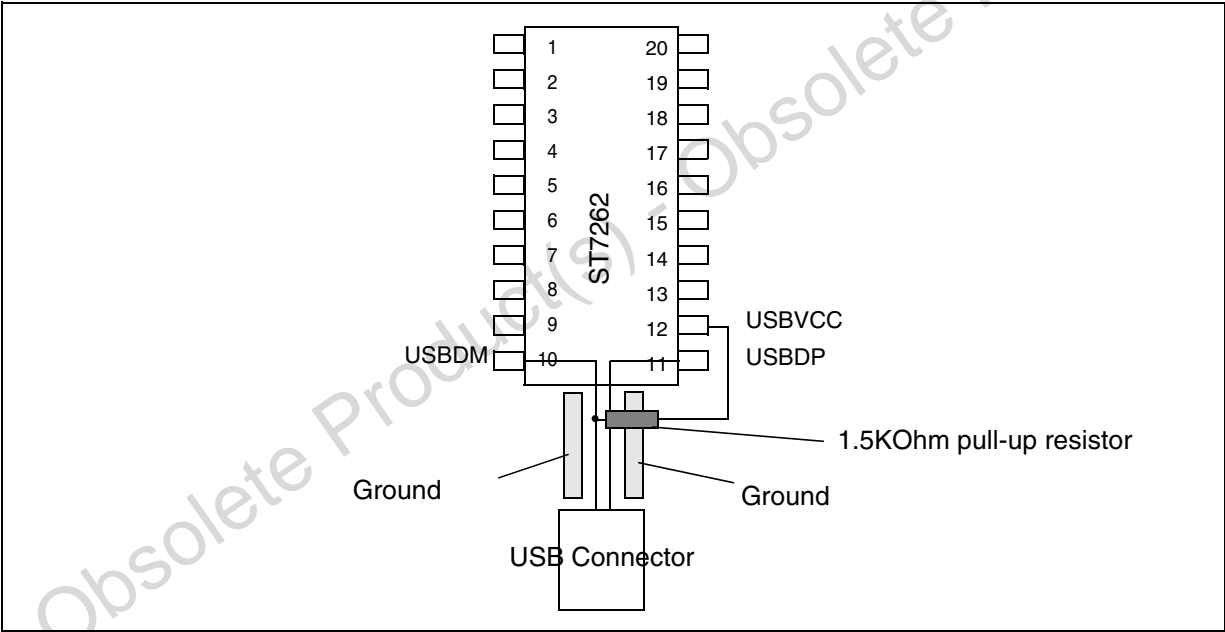 1 20
2 19
3 18
4 17
5 16
6 15
7 14
8 13
9 12
10 11
ST7262
USBVCC
USBDM
USBDP
1.5KOhm pull-up resistor
Ground
Ground
USB Connector
Obsolete Product(s) - Obsolete